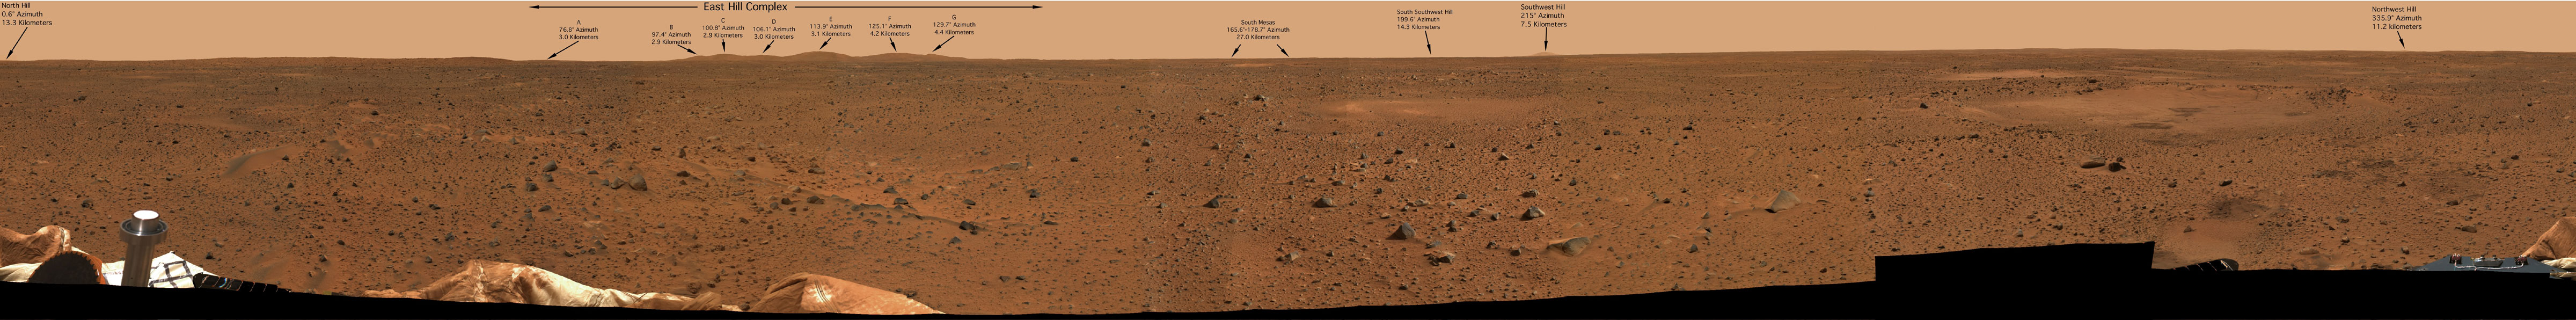 North Hill
0.6° Azimuth
13.3 Kilometers
East Hill Complex
A
76.8° Azimuth
3.0 Kilometers
B
97.4° Azimuth
2.9 Kilometers
C
100.8° Azimuth
2.9 Kilometers
D
106.1° Azimuth
3.0 Kilometers
E
113.9° Azimuth
3.1 Kilometers
F
125.1° Azimuth
4.2 Kilometers
G
129.7° Azimuth
4.4 Kilometers
South Mesas
165.6°-178.7° Azimuth
27.0 Kilometers
South Southwest Hill
199.6° Azimuth
14.3 Kilometers
Southwest Hill
215° Azimuth
7.5 Kilometers
Northwest Hill
335.9° Azimuth
11.2 kilometers